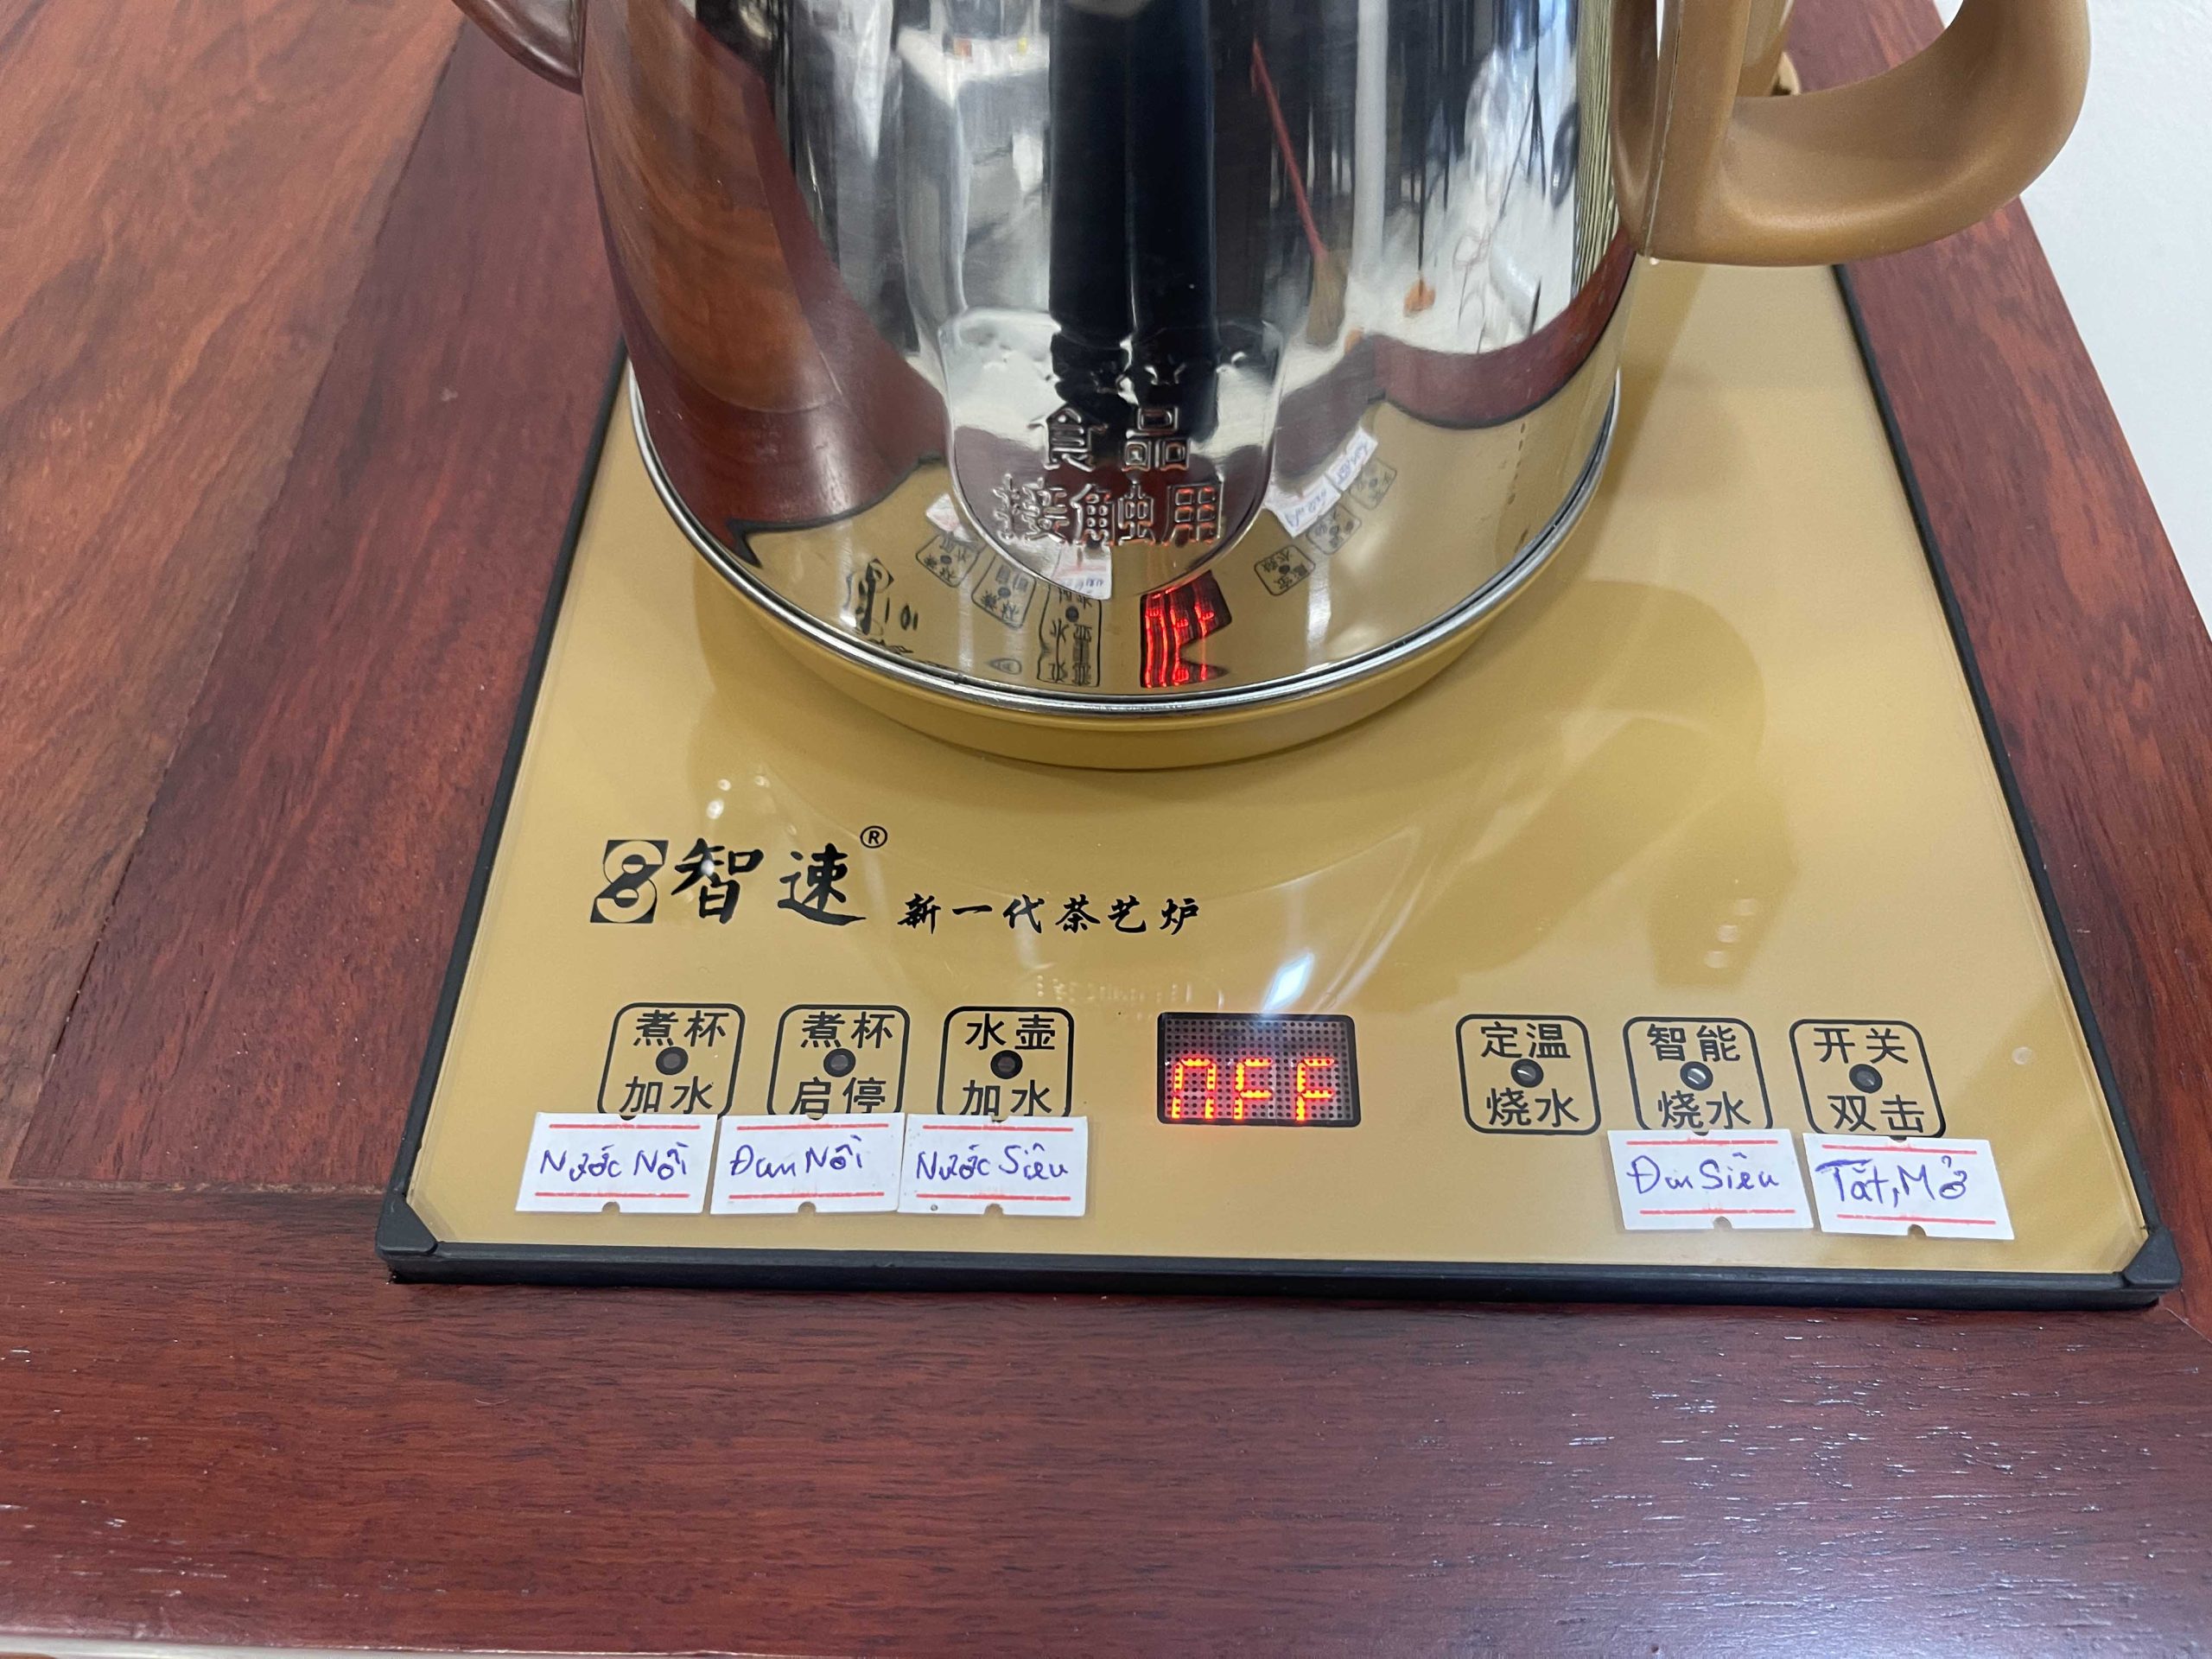 食品
接触用
智速®
新一代茶艺炉
煮杯
加水
煮杯
启停
水壶
加水
OFF
定温
烧水
智能
烧水
开关
双击
Nước Nồi
Đun Nồi
Nước Siêu
Đun Siêu
Tắt, Mở